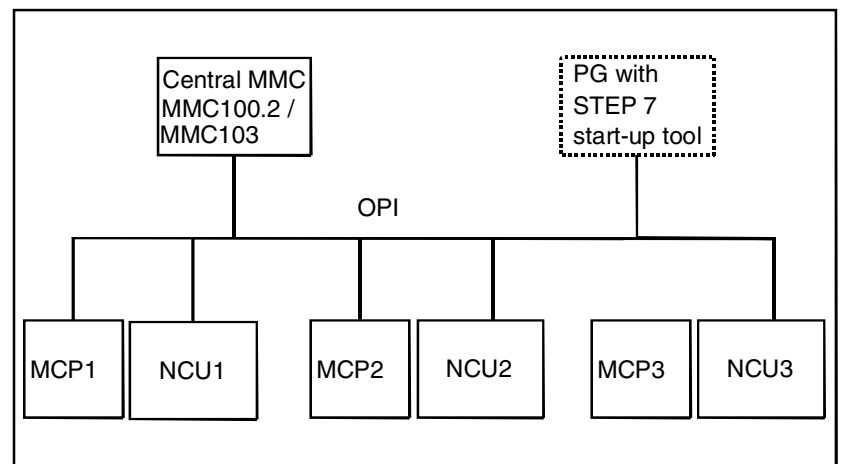 Central MMC
MMC100.2 /
MMC103
PG with
STEP 7
start-up tool
OPI
MCP1
NCU1
MCP2
NCU2
MCP3
NCU3